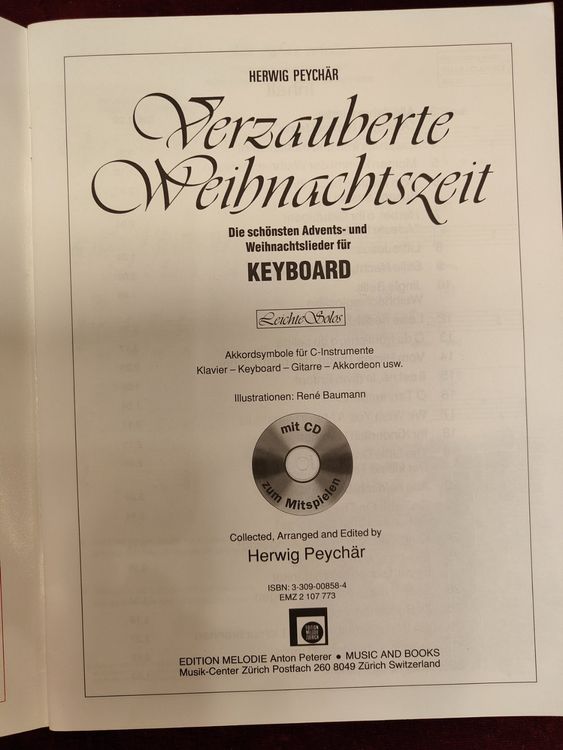 HERWIG PEYCHÄR
Verzauberte
Weihnachtszeit
Die schönsten Advents- und
Weihnachtslieder für
KEYBOARD
Leichte Solos
Akkordsymbole für C-Instrumente
Klavier – Keyboard – Gitarre – Akkordeon usw.
Illustrationen: René Baumann
mit CD
zum Mitspielen
Collected, Arranged and Edited by
Herwig Peychär
ISBN: 3-309-00858-4
EMZ 2 107 773
EDITION
MELODIE
ZÜRICH
EDITION MELODIE Anton Peterer ● MUSIC AND BOOKS
Musik-Center Zürich Postfach 260 8049 Zürich Switzerland